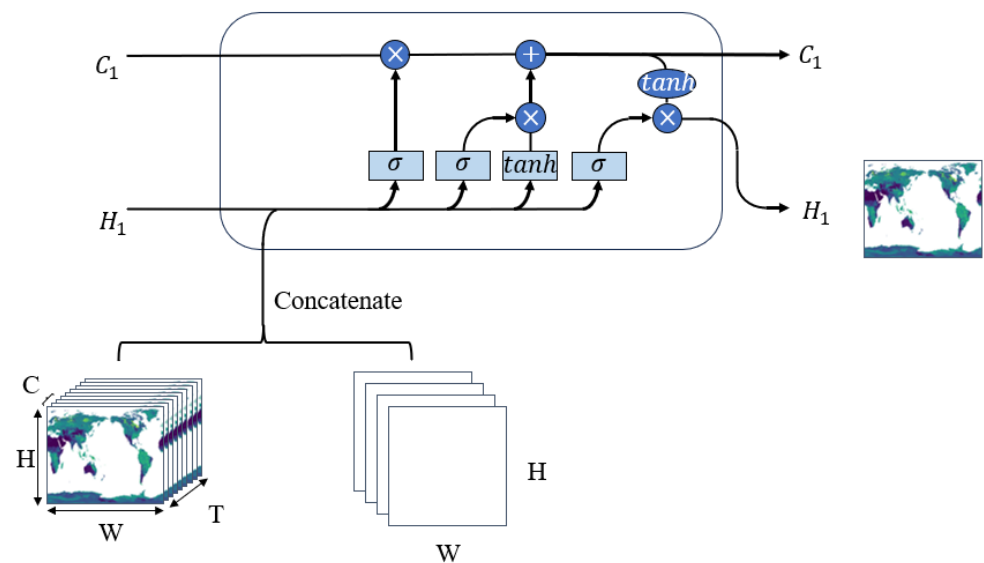 C₁
×
+
C₁
tanh
×
×
σ
σ
tanh
σ
H₁
H₁
Concatenate
C
H
W
T
H
W